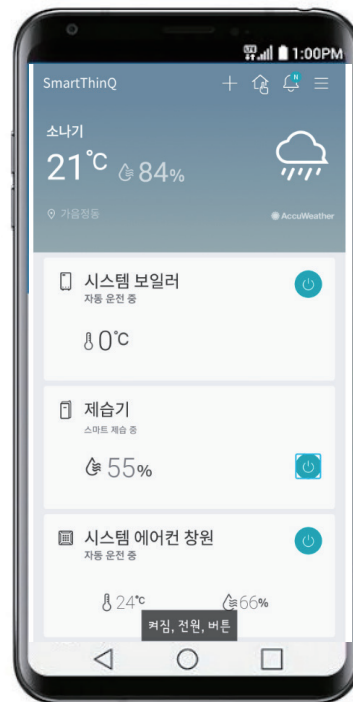 1:00PM
SmartThinQ
N
소나기
21°C 84%
가음정동
AccuWeather
시스템 보일러
자동 운전 중
0°C
제습기
스마트 제습 중
55%
시스템 에어컨 창원
자동 운전 중
24°C 66%
켜짐, 전원, 버튼